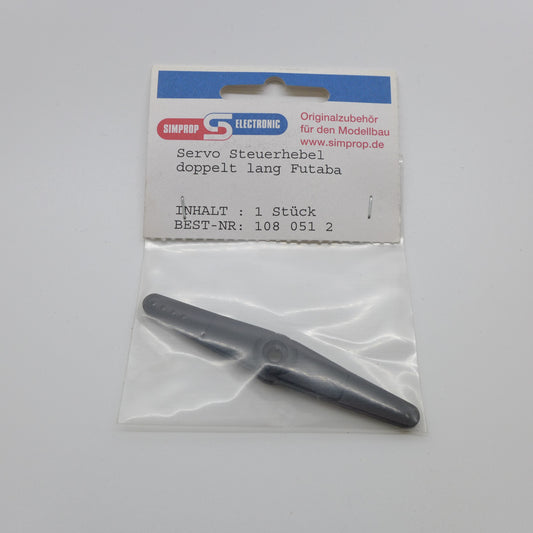 SIMPROP S ELECTRONIC
Originalzubehör
für den Modellbau
www.simprop.de
Servo Steuerhebel
doppelt lang Futaba
INHALT : 1 Stück
BEST-NR: 108 051 2